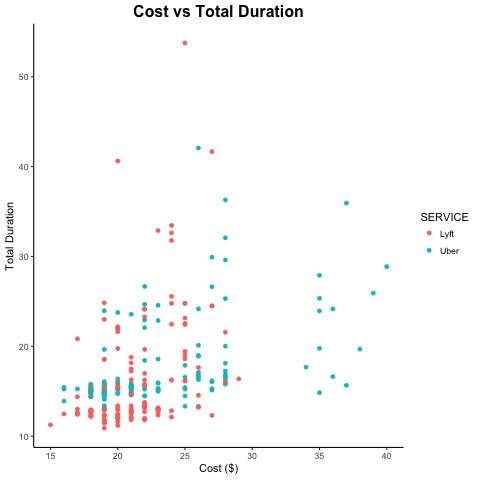 Cost vs Total Duration
50
40
30
20
10
Total Duration
15
20
25
30
35
40
Cost ($)
SERVICE
Lyft
Uber